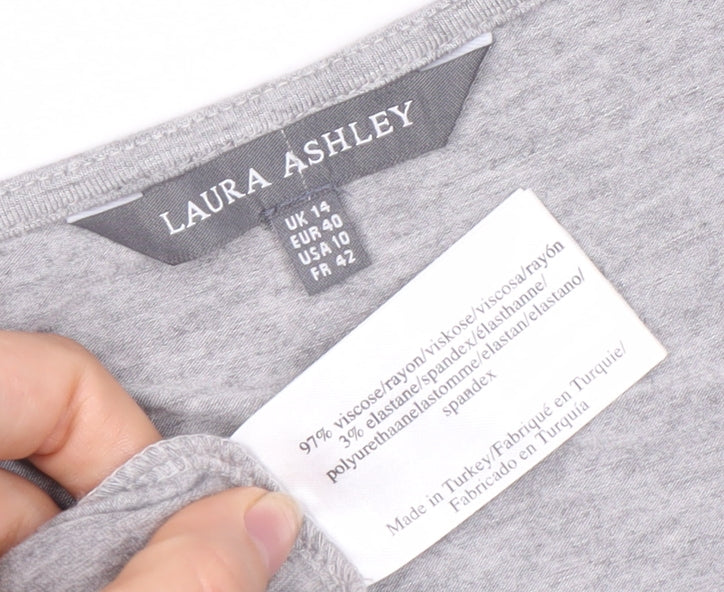 LAURA ASHLEY
UK 14
EUR 40
USA 10
FR 42
97% viscose/rayon/viskose/viscosa/rayón
3% elastane/spandex/élasthanne/
polyurethaanelastomme/elastan/elastano/
spandex
Made in Turkey/Fabriqué en Turquie/
Fabricado en Turquía